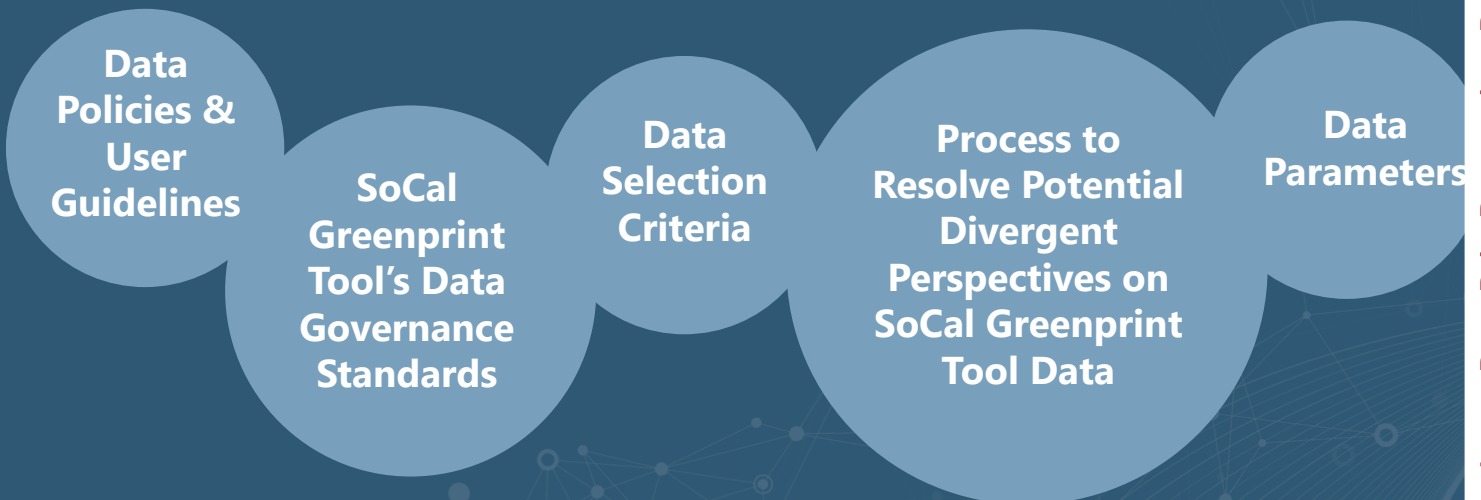 Data
Policies &
User
Guidelines
SoCal
Greenprint
Tool’s Data
Governance
Standards
Data
Selection
Criteria
Process to
Resolve Potential
Divergent
Perspectives on
SoCal Greenprint
Tool Data
Data
Parameters